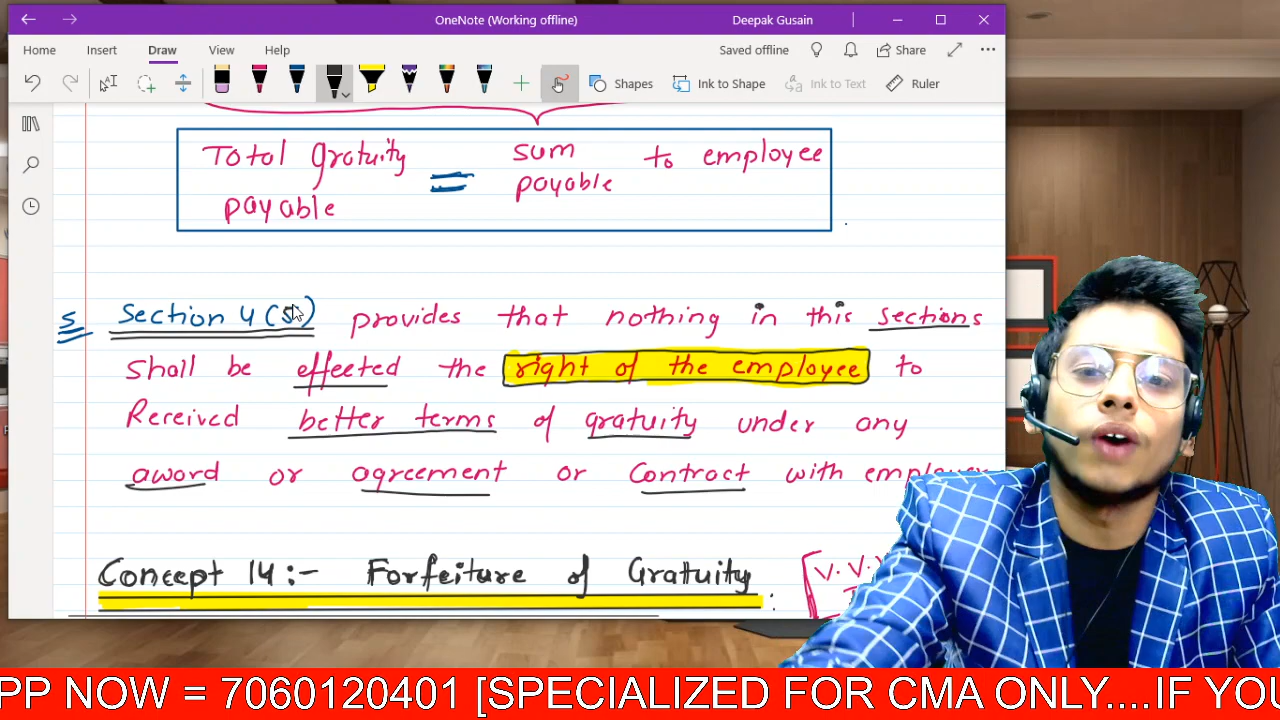 OneNote (Working offline)
Deepak Gusain
Home Insert Draw View Help
Saved offline
Share
Shapes
Ink to Shape
Ink to Text
Ruler
Total gratuity payable = sum payable to employee
5 Section 4(5) provides that nothing in this sections
Shall be effected the right of the employee to
Received better terms of gratuity under any
award or agreement or Contract with employer
Concept 14:- Forfeiture of Gratuity
V. V.
PP NOW = 7060120401 [SPECIALIZED FOR CMA ONLY....IF YOU